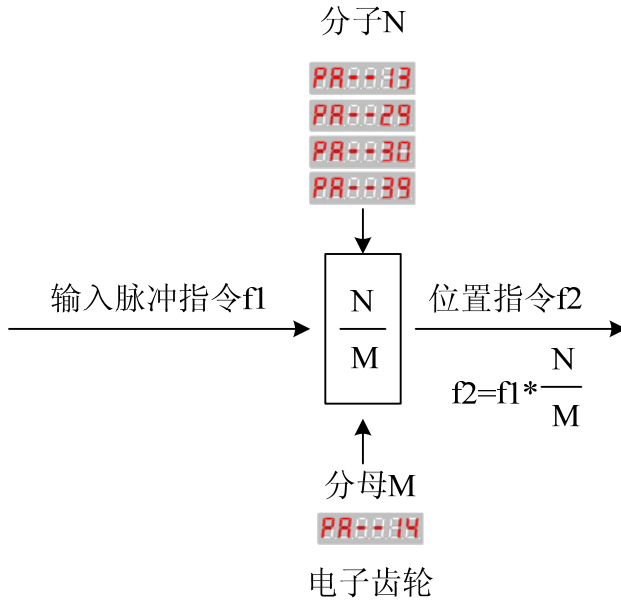 分子N
PA--13
PA--29
PA--30
PA--39
输入脉冲指令f1
N
M
位置指令f2
f2=f1*N/M
分母M
PA--14
电子齿轮